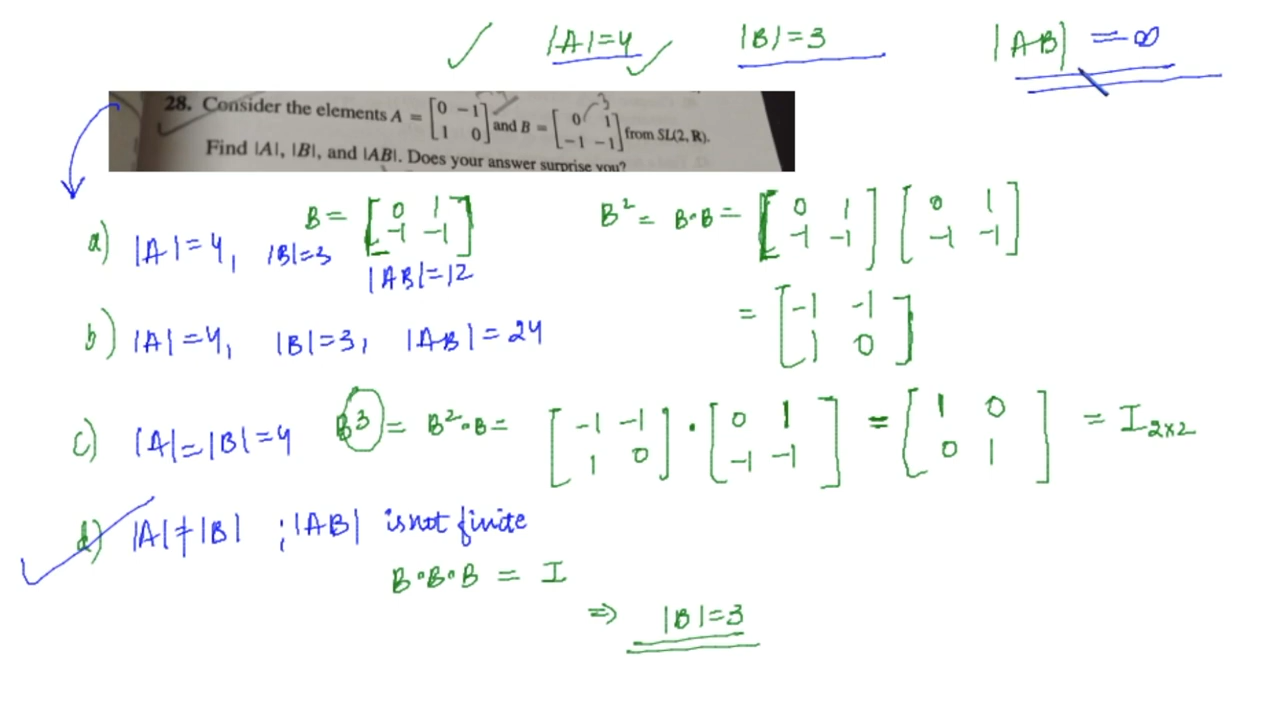 |A|=4 |B|=3 |AB| = ∞
28. Consider the elements A = [0 -1; 1 0] and B = [0 1; -1 -1] from SL(2, R).
3
Find |A|, |B|, and |AB|. Does your answer surprise you?
a) |A|=4, |B|=3 |AB|=12
B = [0 1; -1 -1] B² = B·B = [0 1; -1 -1] [0 1; -1 -1]
= [-1 -1; 1 0]
b) |A|=4, |B|=3, |AB|=24
c) |A|=|B|=4
B³ = B²·B = [-1 -1; 1 0] · [0 1; -1 -1] = [1 0; 0 1] = I 2×2
d) |A|≠|B| ; |AB| is not finite
B·B·B = I
⇒ |B|=3